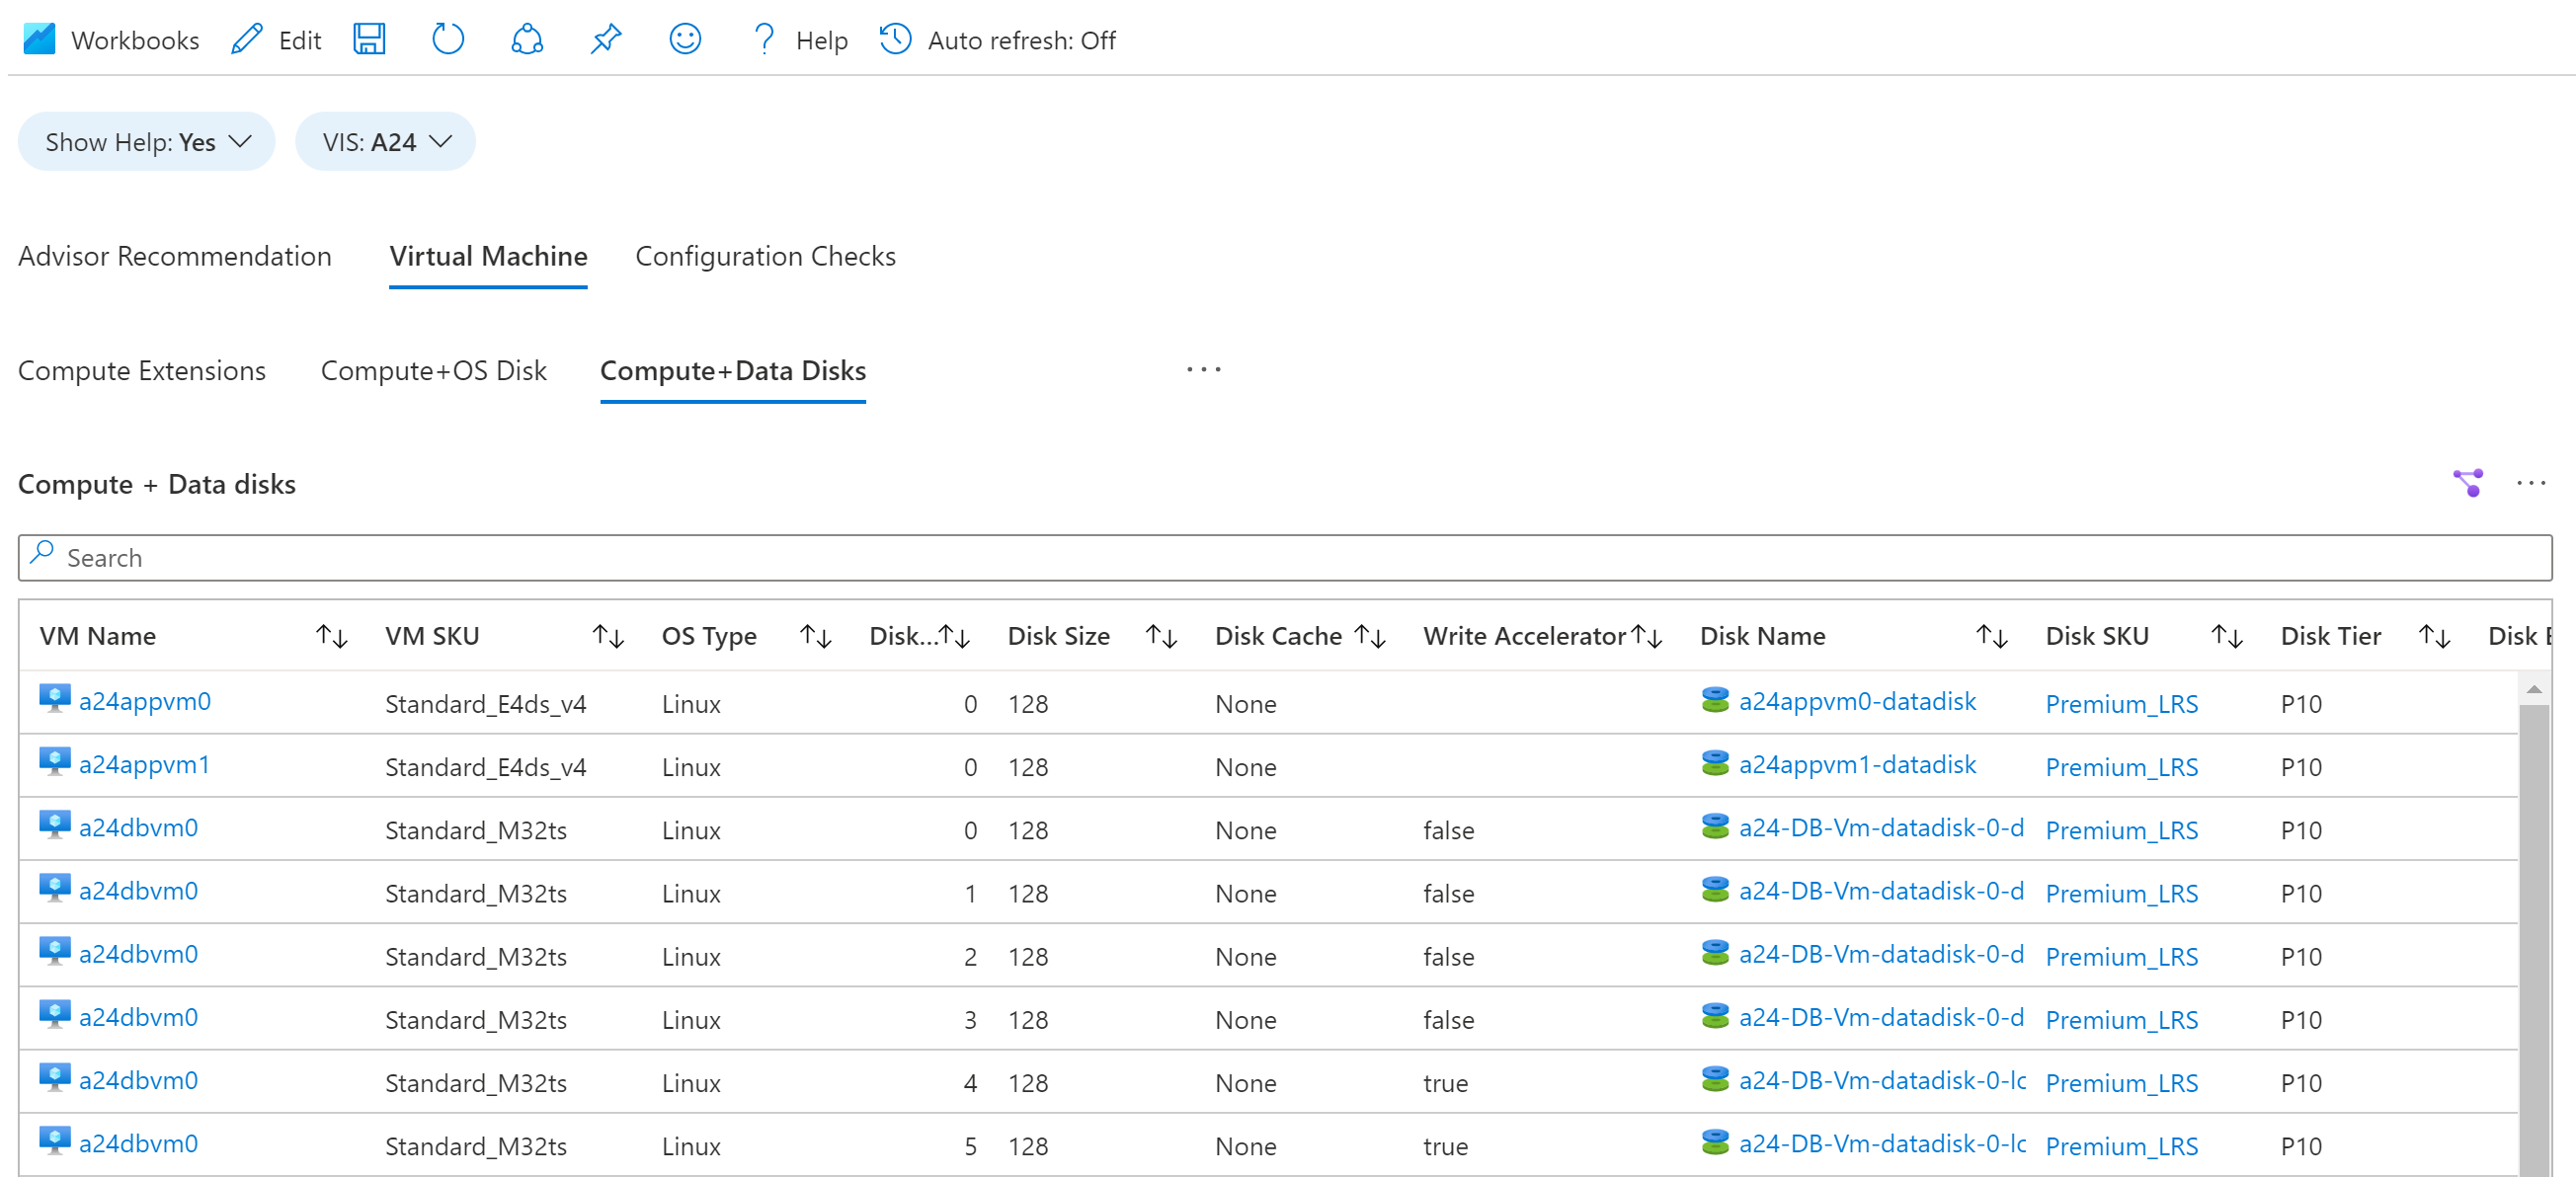 Workbooks Edit Help Auto refresh: Off
Show Help: Yes VIS: A24
Advisor Recommendation Virtual Machine Configuration Checks
Compute Extensions Compute+OS Disk Compute+Data Disks ...
Compute + Data disks ...
Search
VM Name VM SKU OS Type Disk... Disk Size Disk Cache Write Accelerator Disk Name Disk SKU Disk Tier Disk
a24appvm0 Standard_E4ds_v4 Linux 0 128 None a24appvm0-datadisk Premium_LRS P10
a24appvm1 Standard_E4ds_v4 Linux 0 128 None a24appvm1-datadisk Premium_LRS P10
a24dbvm0 Standard_M32ts Linux 0 128 None false a24-DB-Vm-datadisk-0-d Premium_LRS P10
a24dbvm0 Standard_M32ts Linux 1 128 None false a24-DB-Vm-datadisk-0-d Premium_LRS P10
a24dbvm0 Standard_M32ts Linux 2 128 None false a24-DB-Vm-datadisk-0-d Premium_LRS P10
a24dbvm0 Standard_M32ts Linux 3 128 None false a24-DB-Vm-datadisk-0-d Premium_LRS P10
a24dbvm0 Standard_M32ts Linux 4 128 None true a24-DB-Vm-datadisk-0-lc Premium_LRS P10
a24dbvm0 Standard_M32ts Linux 5 128 None true a24-DB-Vm-datadisk-0-lc Premium_LRS P10